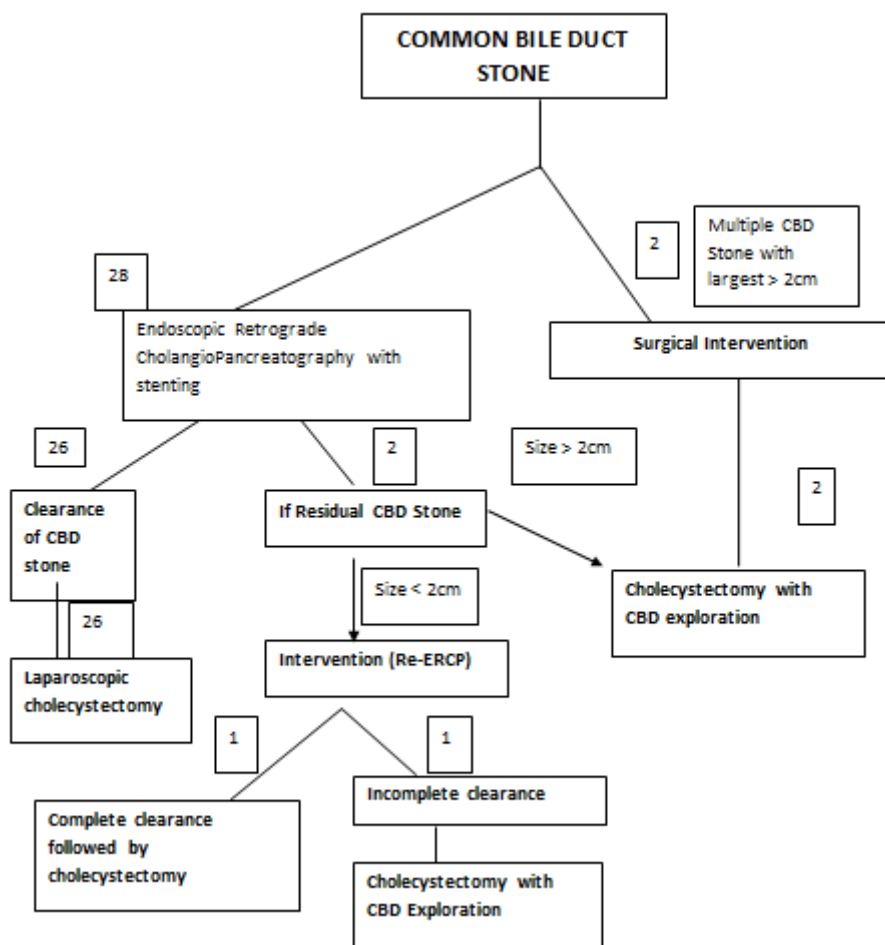 COMMON BILE DUCT
STONE
2
Multiple CBD
Stone with
largest > 2cm
28
Endoscopic Retrograde
CholangioPancreatography with
stenting
Surgical Intervention
26
2
Size > 2cm
2
Clearance
of CBD
stone
If Residual CBD Stone
Size < 2cm
Cholecystectomy with
CBD exploration
26
Laparoscopic
cholecystectomy
Intervention (Re-ERCP)
1
1
Complete clearance
followed by
cholecystectomy
Incomplete clearance
Cholecystectomy with
CBD Exploration